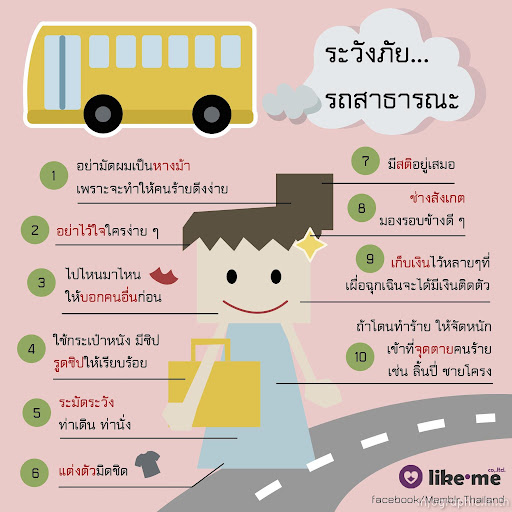 ระวังภัย...
รถสาธารณะ
1
อย่ามัดผมเป็นหางม้า
เพราะจะทำให้คนร้ายดึงง่าย
2
อย่าไว้ใจใครง่าย ๆ
3
ไปไหนมาไหน
ให้บอกคนอื่นก่อน
4
ใช้กระเป๋าหนัง มีซิป
รูดซิปให้เรียบร้อย
5
ระมัดระวัง
ท่าเดิน ท่านั่ง
6
แต่งตัวมิดชิด
7
มีสติอยู่เสมอ
8
ช่างสังเกต
มองรอบข้างดี ๆ
9
เก็บเงินไว้หลายๆที่
เผื่อฉุกเฉินจะได้มีเงินติดตัว
10
ถ้าโดนทำร้าย ให้จัดหนัก
เข้าที่จุดตายคนร้าย
เช่น ลิ้นปี่ ชายโครง
like•me
co.,ltd.
facebook/Memblr.Thailand